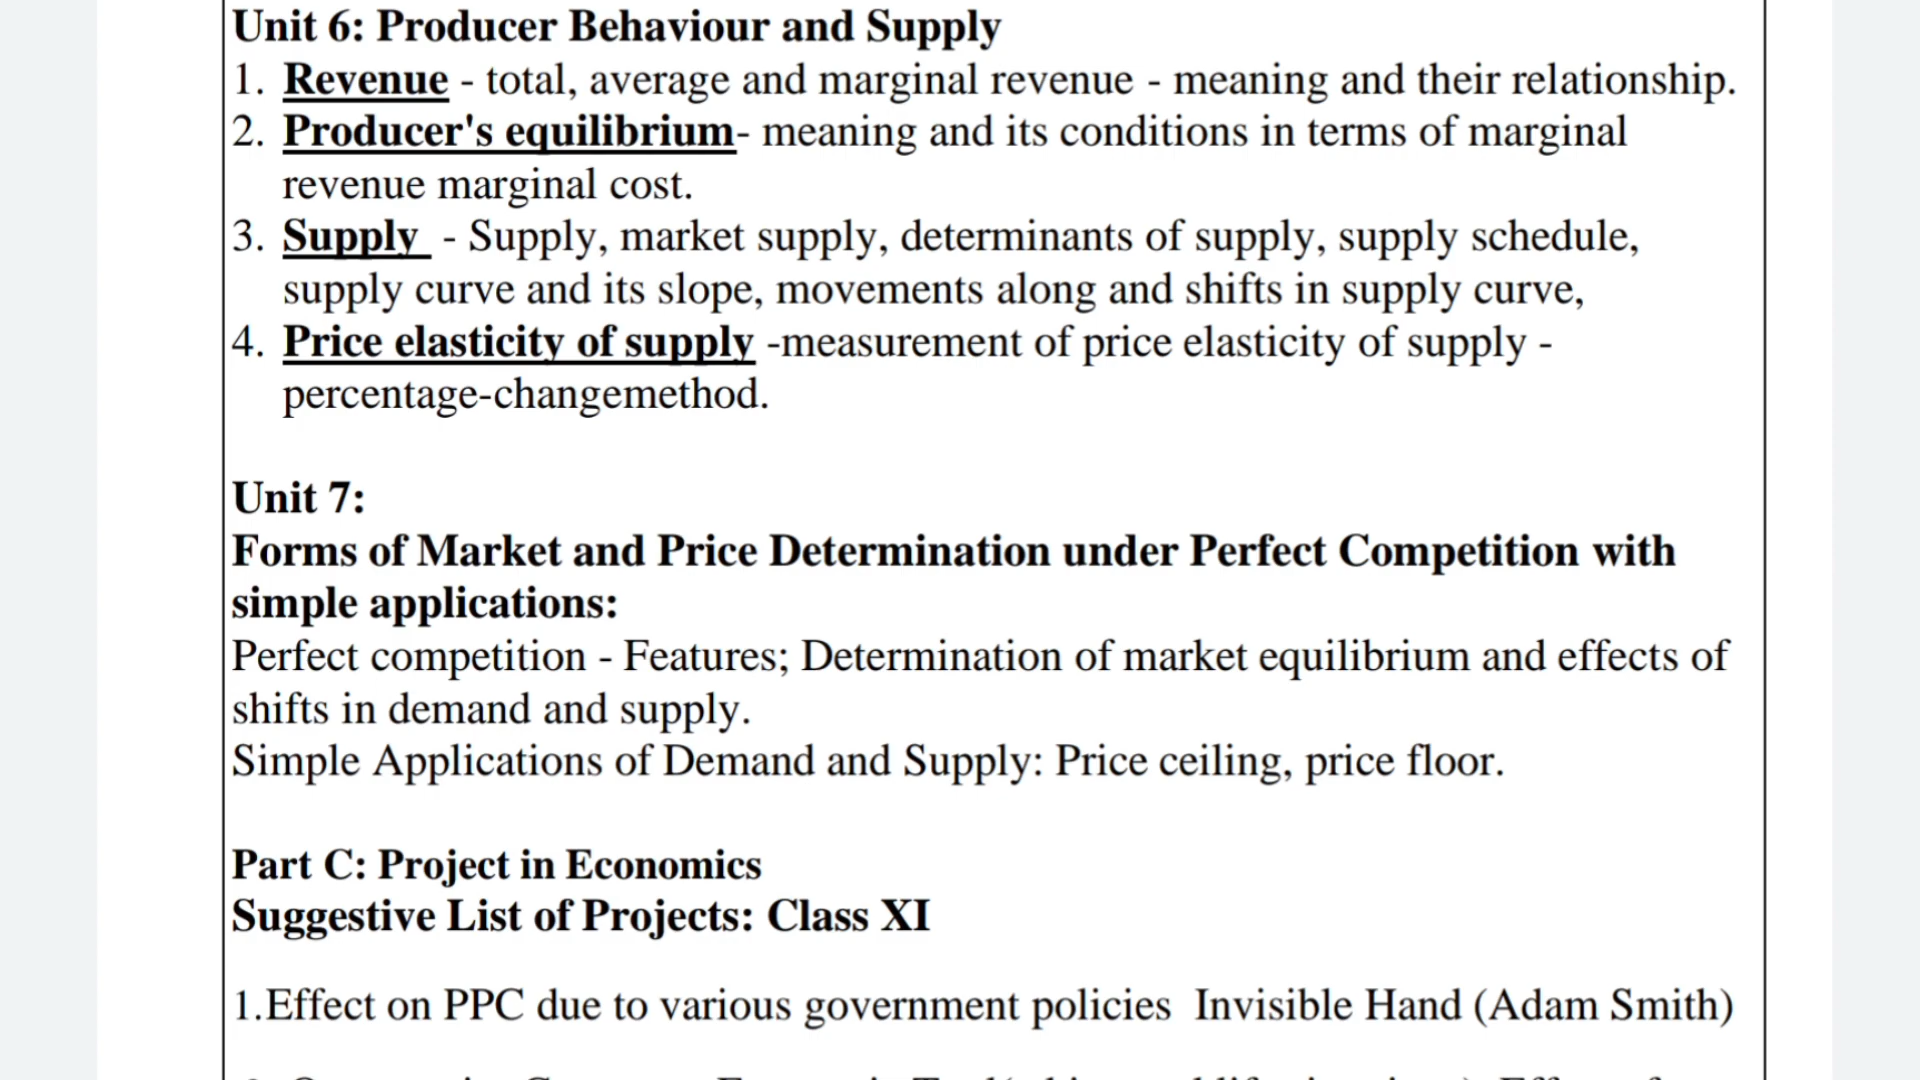 Unit 6: Producer Behaviour and Supply
1. Revenue - total, average and marginal revenue - meaning and their relationship.
2. Producer's equilibrium- meaning and its conditions in terms of marginal
revenue marginal cost.
3. Supply - Supply, market supply, determinants of supply, supply schedule,
supply curve and its slope, movements along and shifts in supply curve,
4. Price elasticity of supply -measurement of price elasticity of supply -
percentage-changemethod.
Unit 7:
Forms of Market and Price Determination under Perfect Competition with
simple applications:
Perfect competition - Features; Determination of market equilibrium and effects of
shifts in demand and supply.
Simple Applications of Demand and Supply: Price ceiling, price floor.
Part C: Project in Economics
Suggestive List of Projects: Class XI
1.Effect on PPC due to various government policies Invisible Hand (Adam Smith)